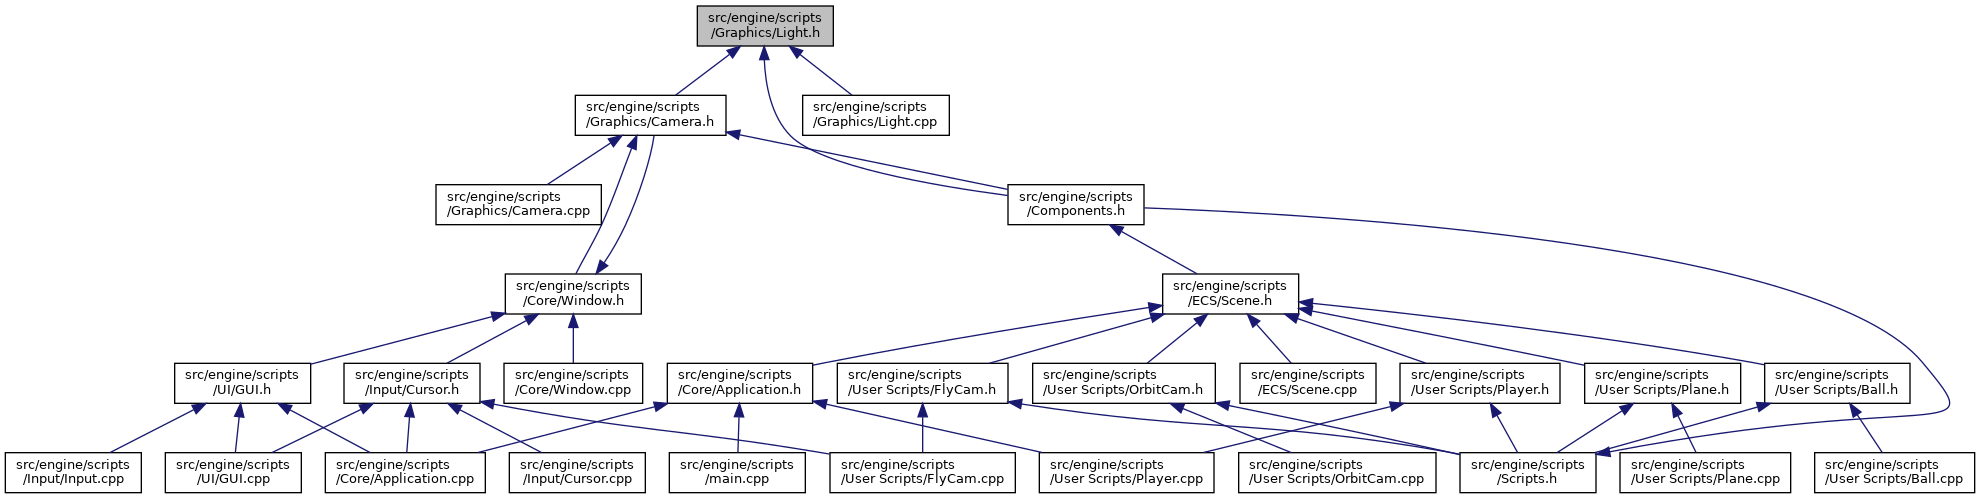 src/engine/scripts
/Graphics/Light.h
src/engine/scripts
/Graphics/Camera.h
src/engine/scripts
/Graphics/Light.cpp
src/engine/scripts
/Graphics/Camera.cpp
src/engine/scripts
/Components.h
src/engine/scripts
/Core/Window.h
src/engine/scripts
/ECS/Scene.h
src/engine/scripts
/UI/GUI.h
src/engine/scripts
/Input/Cursor.h
src/engine/scripts
/Core/Window.cpp
src/engine/scripts
/Core/Application.h
src/engine/scripts
/User Scripts/FlyCam.h
src/engine/scripts
/User Scripts/OrbitCam.h
src/engine/scripts
/ECS/Scene.cpp
src/engine/scripts
/User Scripts/Player.h
src/engine/scripts
/User Scripts/Plane.h
src/engine/scripts
/User Scripts/Ball.h
src/engine/scripts
/Input/Input.cpp
src/engine/scripts
/UI/GUI.cpp
src/engine/scripts
/Core/Application.cpp
src/engine/scripts
/Input/Cursor.cpp
src/engine/scripts
/main.cpp
src/engine/scripts
/User Scripts/FlyCam.cpp
src/engine/scripts
/User Scripts/Player.cpp
src/engine/scripts
/User Scripts/OrbitCam.cpp
src/engine/scripts
/Scripts.h
src/engine/scripts
/User Scripts/Plane.cpp
src/engine/scripts
/User Scripts/Ball.cpp